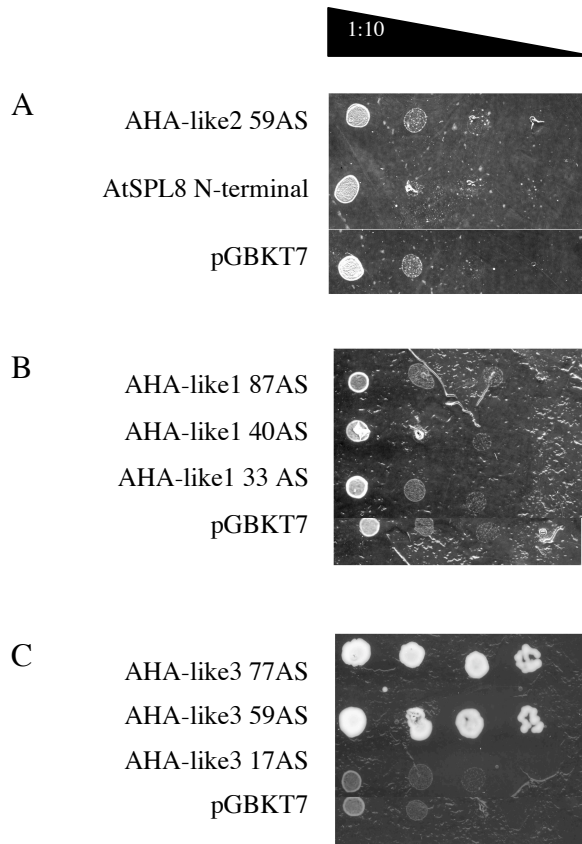 1:10
A
AHA-like2 59AS
AtSPL8 N-terminal
pGBKT7
B
AHA-like1 87AS
AHA-like1 40AS
AHA-like1 33 AS
pGBKT7
C
AHA-like3 77AS
AHA-like3 59AS
AHA-like3 17AS
pGBKT7